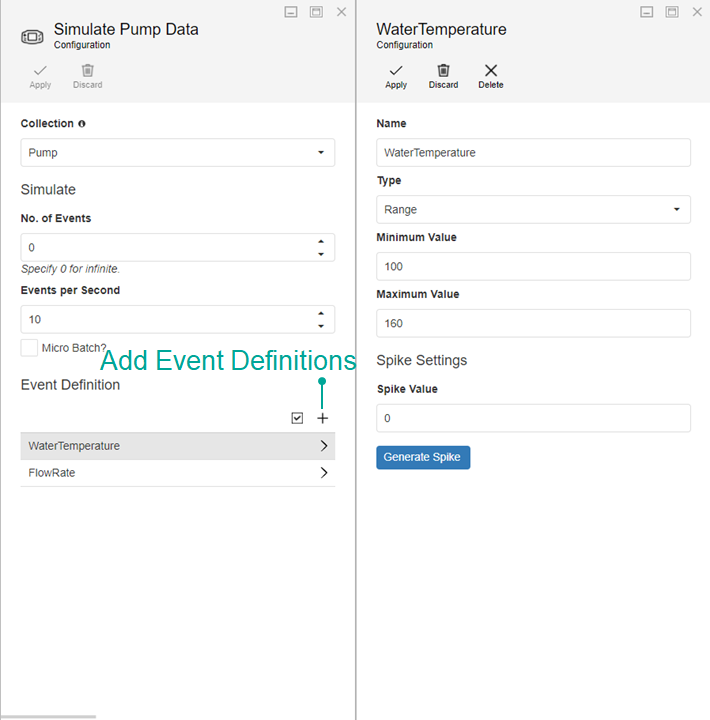 Simulate Pump Data
Configuration
Apply
Discard
Collection
Pump
Simulate
No. of Events
0
Specify 0 for infinite.
Events per Second
10
Micro Batch?
Add Event Definitions
Event Definition
WaterTemperature
FlowRate
WaterTemperature
Configuration
Apply
Discard
Delete
Name
WaterTemperature
Type
Range
Minimum Value
100
Maximum Value
160
Spike Settings
Spike Value
0
Generate Spike